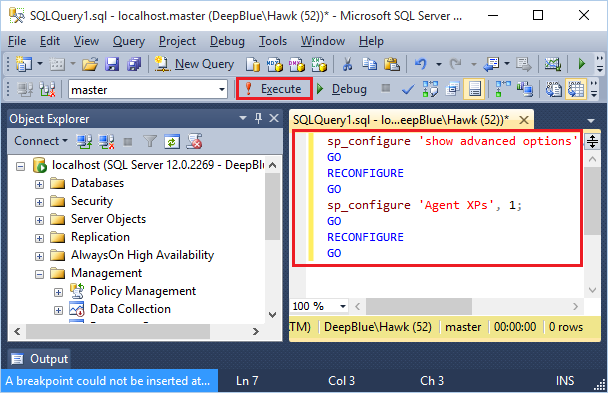 SQLQuery1.sql - localhost.master (DeepBlue\Hawk (52))* - Microsoft SQL Server ...
File Edit View Query Project Debug Tools Window Help
New Query
master Execute Debug
Object Explorer
Connect
localhost (SQL Server 12.0.2269 - DeepBl
Databases
Security
Server Objects
Replication
AlwaysOn High Availability
Management
Policy Management
Data Collection
SQLQuery1.sql - lo...eepBlue\Hawk (52))*
sp_configure 'show advanced options'
GO
RECONFIGURE
GO
sp_configure 'Agent XPs', 1;
GO
RECONFIGURE
GO
100 %
TM) DeepBlue\Hawk (52) master 00:00:00 0 rows
Output
A breakpoint could not be inserted at... Ln 7 Col 3 Ch 3 INS